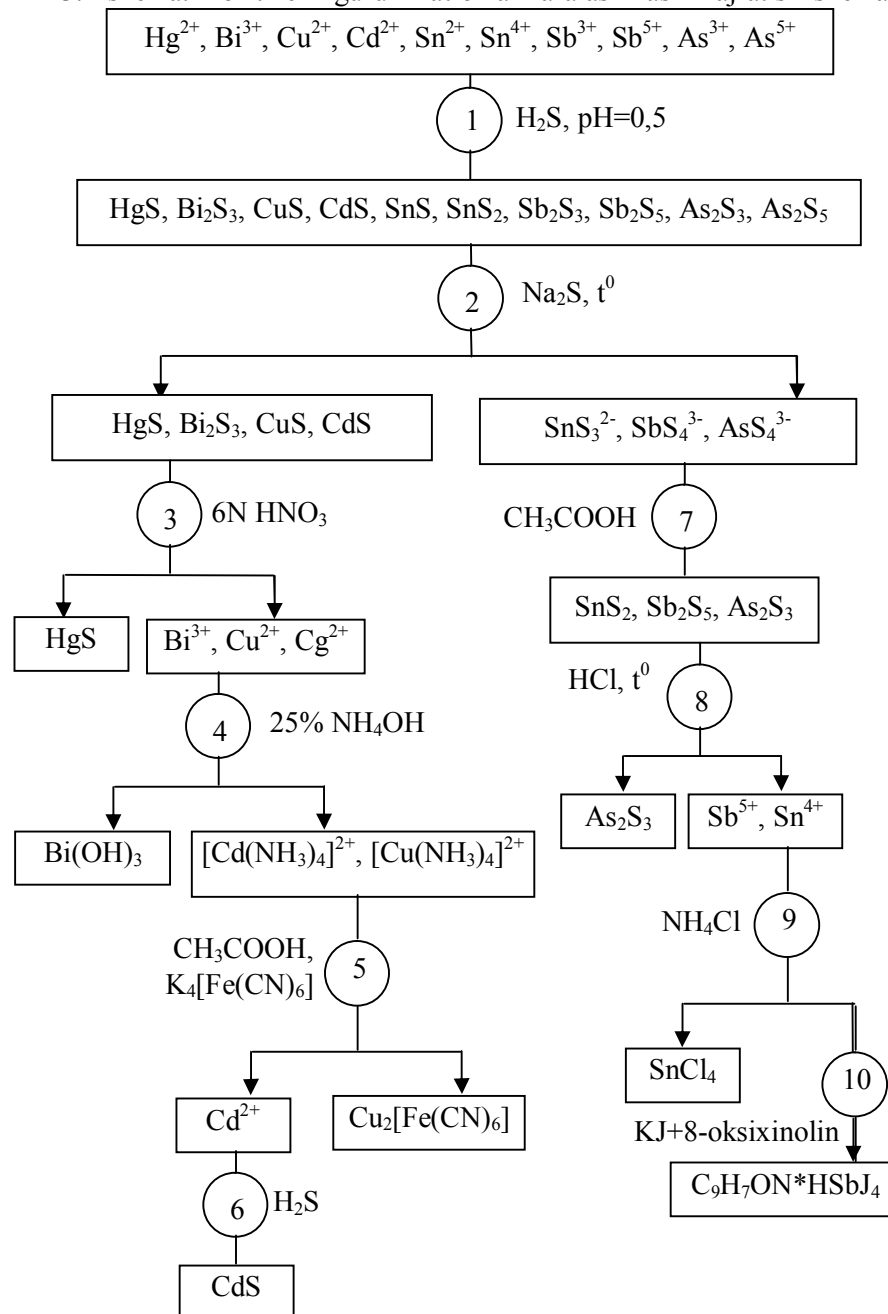 Hg²⁺, Bi³⁺, Cu²⁺, Cd²⁺, Sn²⁺, Sn⁴⁺, Sb³⁺, Sb⁵⁺, As³⁺, As⁵⁺
1 H₂S, pH=0,5
HgS, Bi₂S₃, CuS, CdS, SnS, SnS₂, Sb₂S₃, Sb₂S₅, As₂S₃, As₂S₅
2 Na₂S, t⁰
HgS, Bi₂S₃, CuS, CdS
SnS₃²⁻, SbS₄³⁻, AsS₄³⁻
3 6N HNO₃
CH₃COOH 7
HgS
Bi³⁺, Cu²⁺, Cg²⁺
SnS₂, Sb₂S₅, As₂S₃
4 25% NH₄OH
HCl, t⁰ 8
Bi(OH)₃
[Cd(NH₃)₄]²⁺, [Cu(NH₃)₄]²⁺
As₂S₃
Sb⁵⁺, Sn⁴⁺
CH₃COOH,
K₄[Fe(CN)₆]
5
NH₄Cl 9
Cd²⁺
Cu₂[Fe(CN)₆]
SnCl₄
10
KJ+8-oksixinolin
6 H₂S
C₉H₇ON*HSbJ₄
CdS